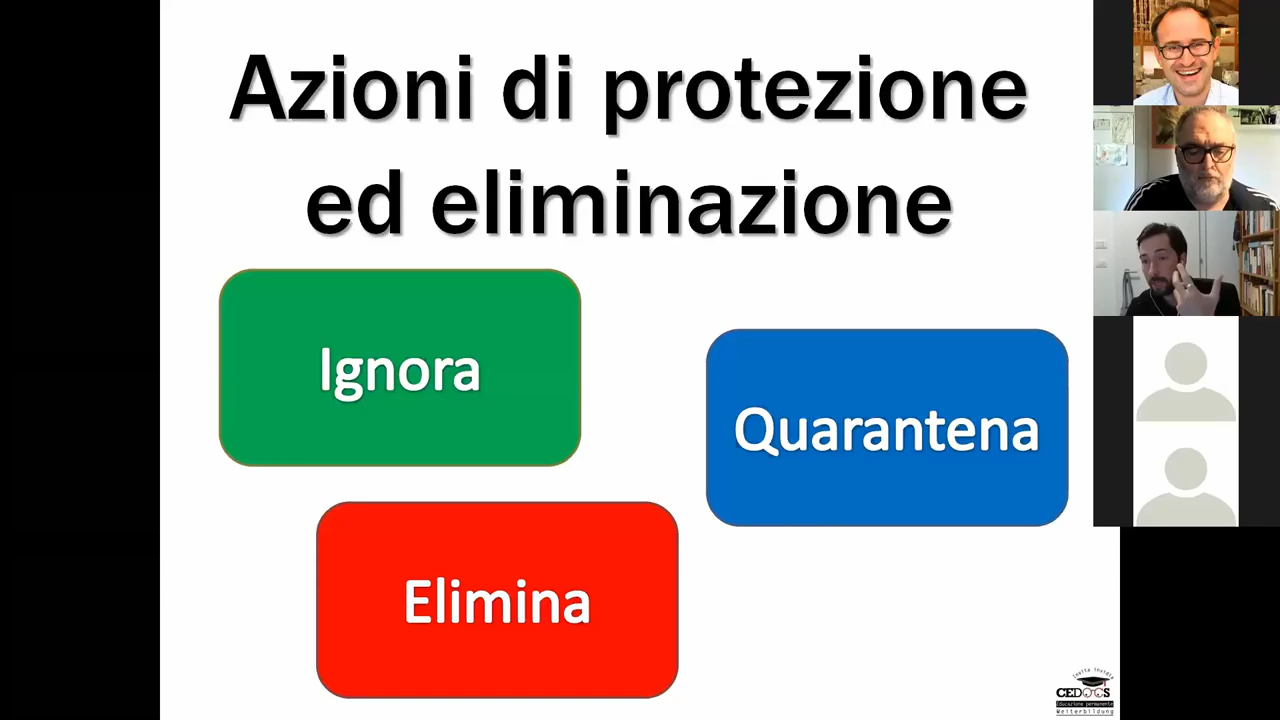 Azioni di protezione
ed eliminazione
Ignora
Quarantena
Elimina
CEDOCS
Educazione permanente
Weiterbildung